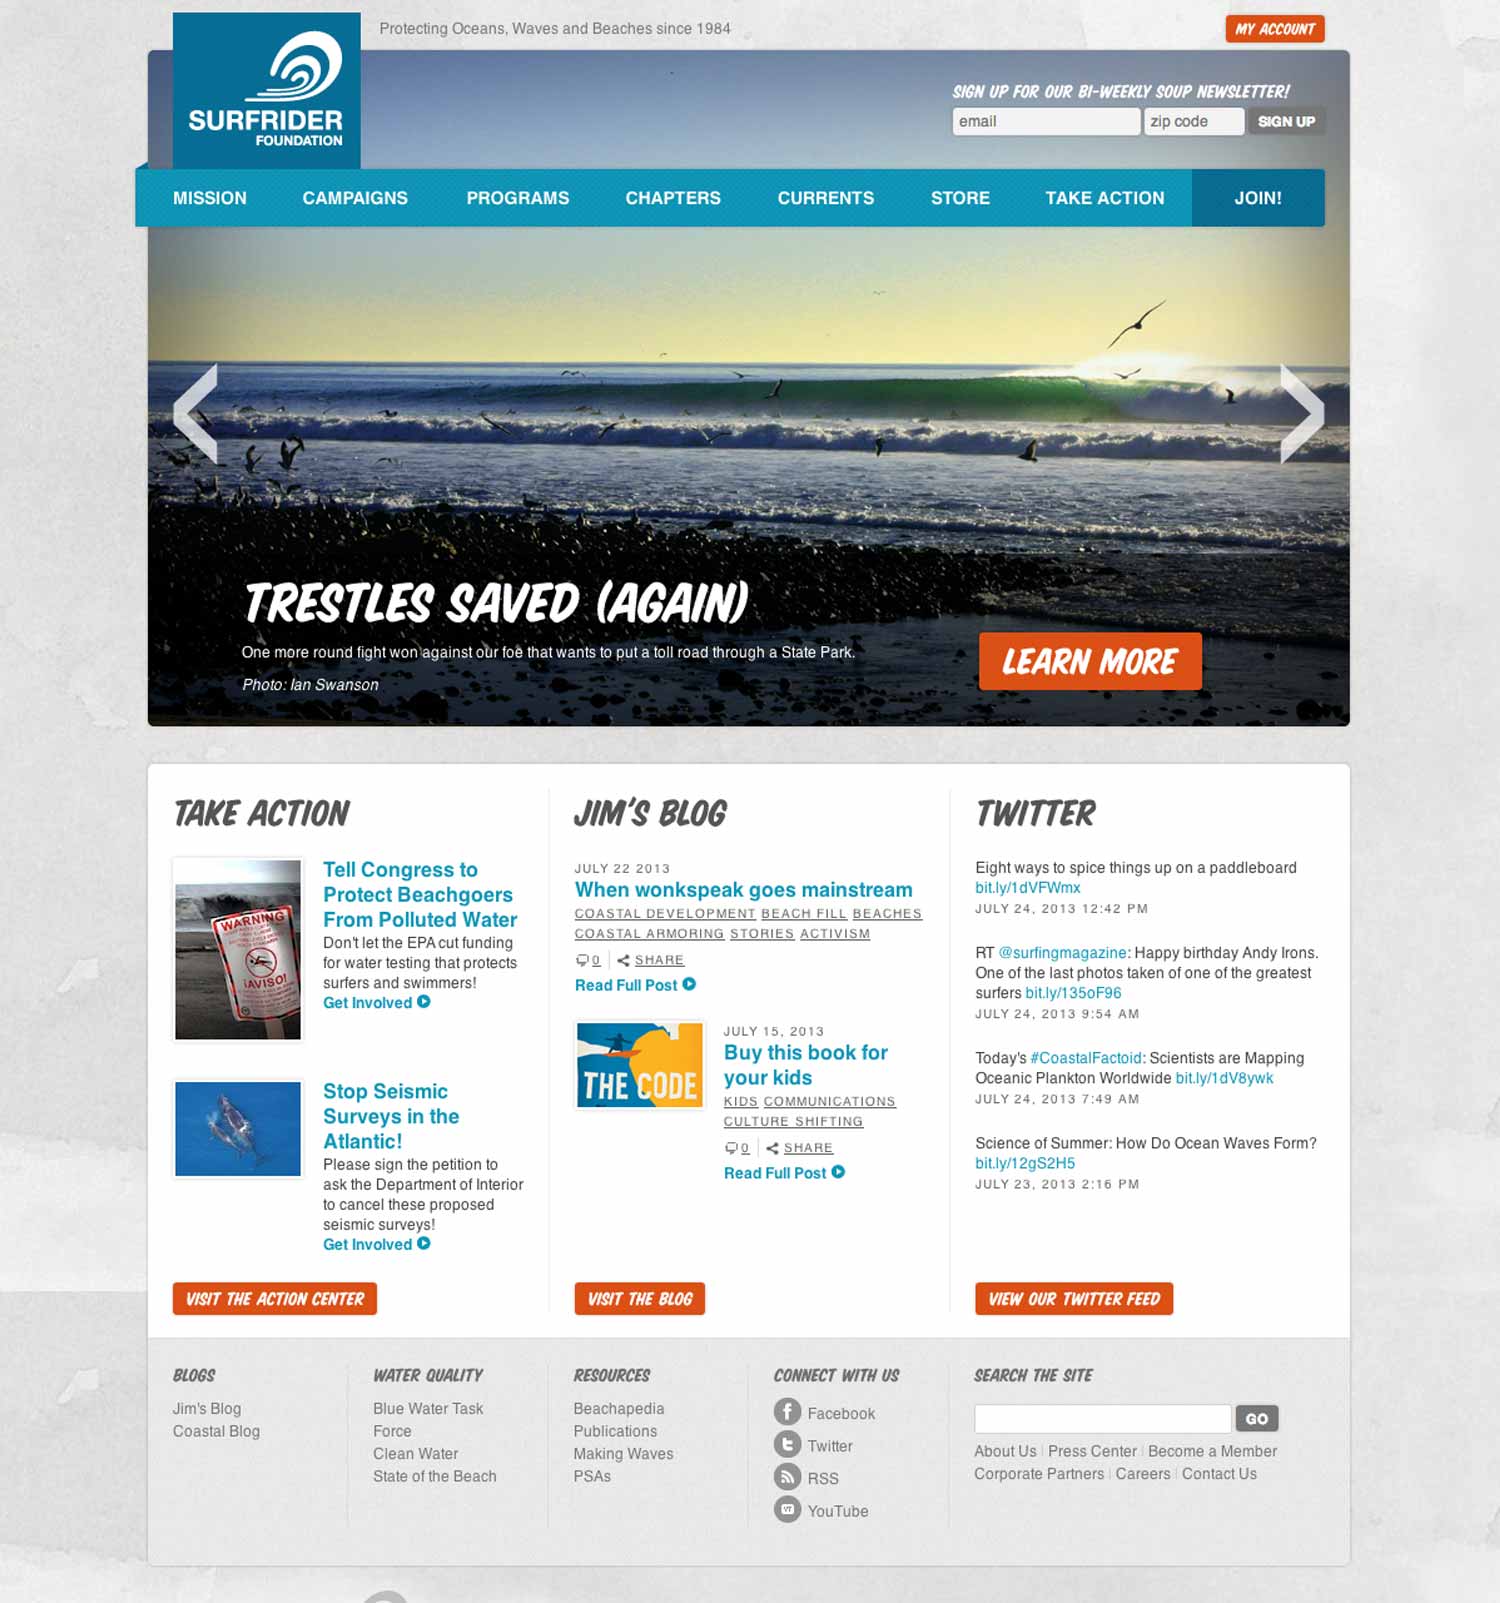 Protecting Oceans, Waves and Beaches since 1984
MY ACCOUNT
SURFRIDER
FOUNDATION
SIGN UP FOR OUR BI-WEEKLY SOUP NEWSLETTER!
email
zip code
SIGN UP
MISSION
CAMPAIGNS
PROGRAMS
CHAPTERS
CURRENTS
STORE
TAKE ACTION
JOIN!
TRESTLES SAVED (AGAIN)
One more round fight won against our foe that wants to put a toll road through a State Park.
Photo: Ian Swanson
LEARN MORE
TAKE ACTION
WARNING
¡AVISO!
Tell Congress to
Protect Beachgoers
From Polluted Water
Don't let the EPA cut funding
for water testing that protects
surfers and swimmers!
Get Involved
Stop Seismic
Surveys in the
Atlantic!
Please sign the petition to
ask the Department of Interior
to cancel these proposed
seismic surveys!
Get Involved
VISIT THE ACTION CENTER
JIM'S BLOG
JULY 22 2013
When wonkspeak goes mainstream
COASTAL DEVELOPMENT BEACH FILL BEACHES
COASTAL ARMORING STORIES ACTIVISM
0 | SHARE
Read Full Post
THE CODE
JULY 15, 2013
Buy this book for
your kids
KIDS COMMUNICATIONS
CULTURE SHIFTING
0 | SHARE
Read Full Post
VISIT THE BLOG
TWITTER
Eight ways to spice things up on a paddleboard
bit.ly/1dVFWmx
JULY 24, 2013 12:42 PM
RT @surfingmagazine: Happy birthday Andy Irons.
One of the last photos taken of one of the greatest
surfers bit.ly/135oF96
JULY 24, 2013 9:54 AM
Today's #CoastalFactoid: Scientists are Mapping
Oceanic Plankton Worldwide bit.ly/1dV8ywk
JULY 24, 2013 7:49 AM
Science of Summer: How Do Ocean Waves Form?
bit.ly/12gS2H5
JULY 23, 2013 2:16 PM
VIEW OUR TWITTER FEED
BLOGS
Jim's Blog
Coastal Blog
WATER QUALITY
Blue Water Task
Force
Clean Water
State of the Beach
RESOURCES
Beachapedia
Publications
Making Waves
PSAs
CONNECT WITH US
Facebook
Twitter
RSS
YouTube
SEARCH THE SITE
GO
About Us | Press Center | Become a Member
Corporate Partners | Careers | Contact Us